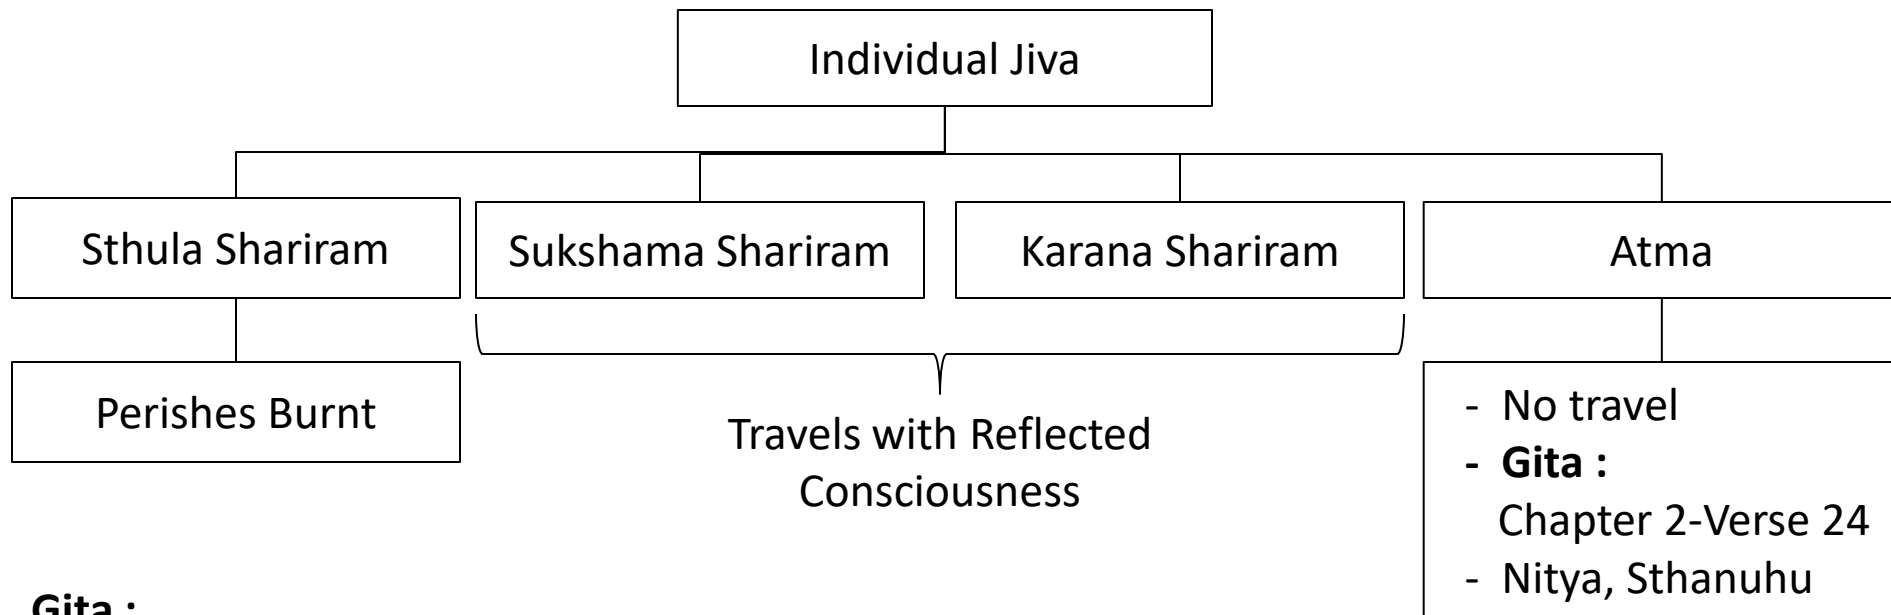 Individual Jiva
Sthula Shariram
Sukshama Shariram
Karana Shariram
Atma
Perishes Burnt
Travels with Reflected
Consciousness
- No travel
- Gita :
Chapter 2-Verse 24
- Nitya, Sthanuhu
Gita :